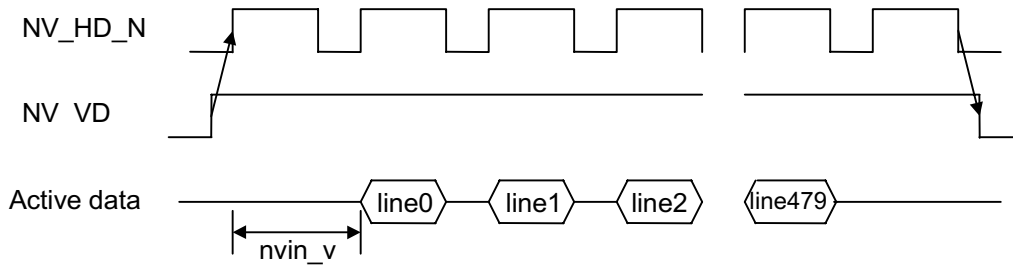 NV_HD_N
NV VD
Active data
line0
line1
line2
line479
nvin_v